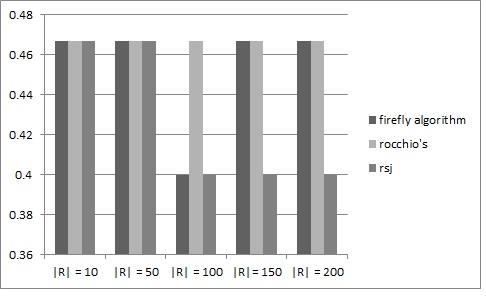 0.48
0.46
0.44
0.42
0.4
0.38
0.36
|R| = 10 |R| = 50 |R| = 100 |R| = 150 |R| = 200
firefly algorithm
rocchio's
rsj